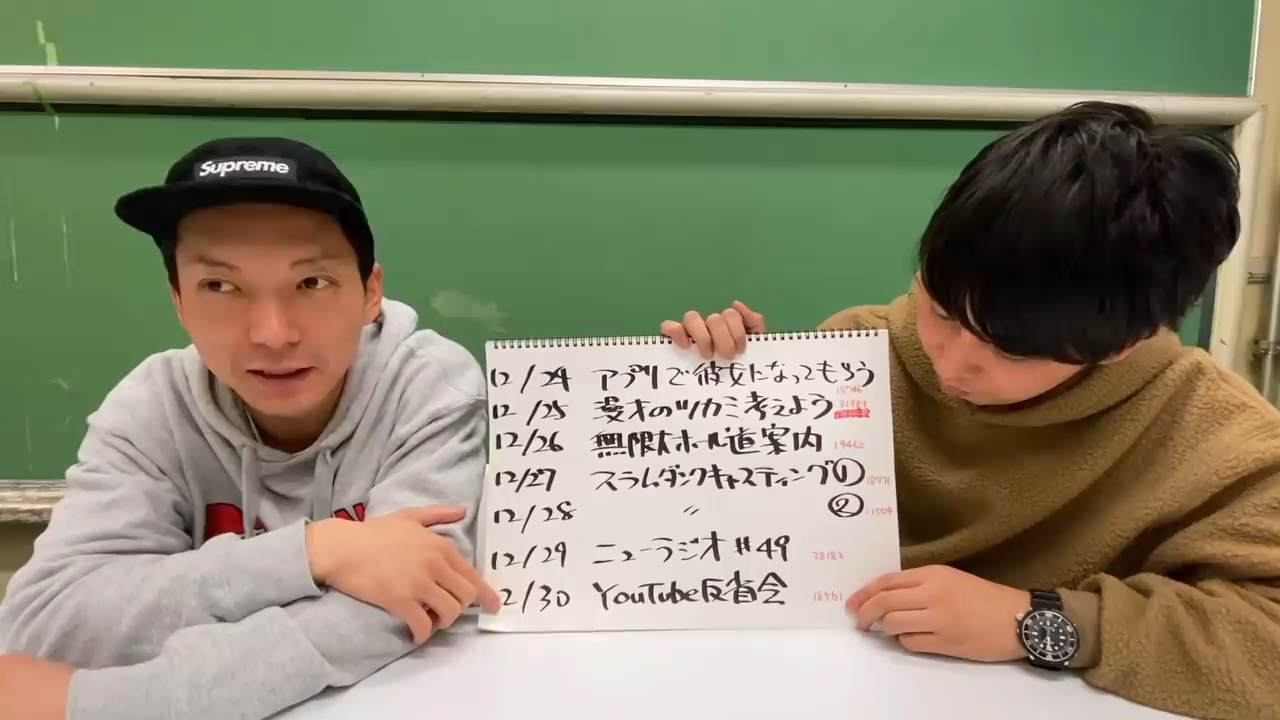 Supreme
12/24 アプリで彼女になってもらう
12/25 漫才のツカミ考えよう
12/26 無限大ホール道案内 19462
12/27 スラムダンクキャスティング①
12/28 〃 ② 11504
12/29 ニューラジオ #49
12/30 YouTube反省会 18561